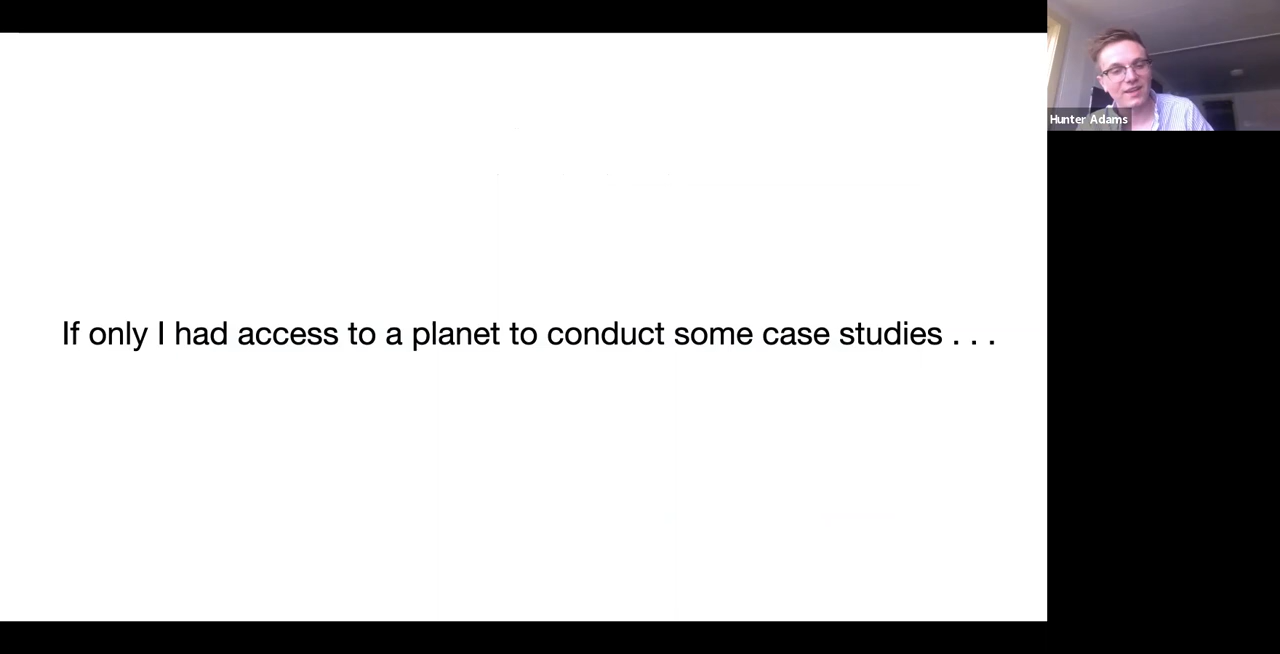 If only I had access to a planet to conduct some case studies . . .
Hunter Adams